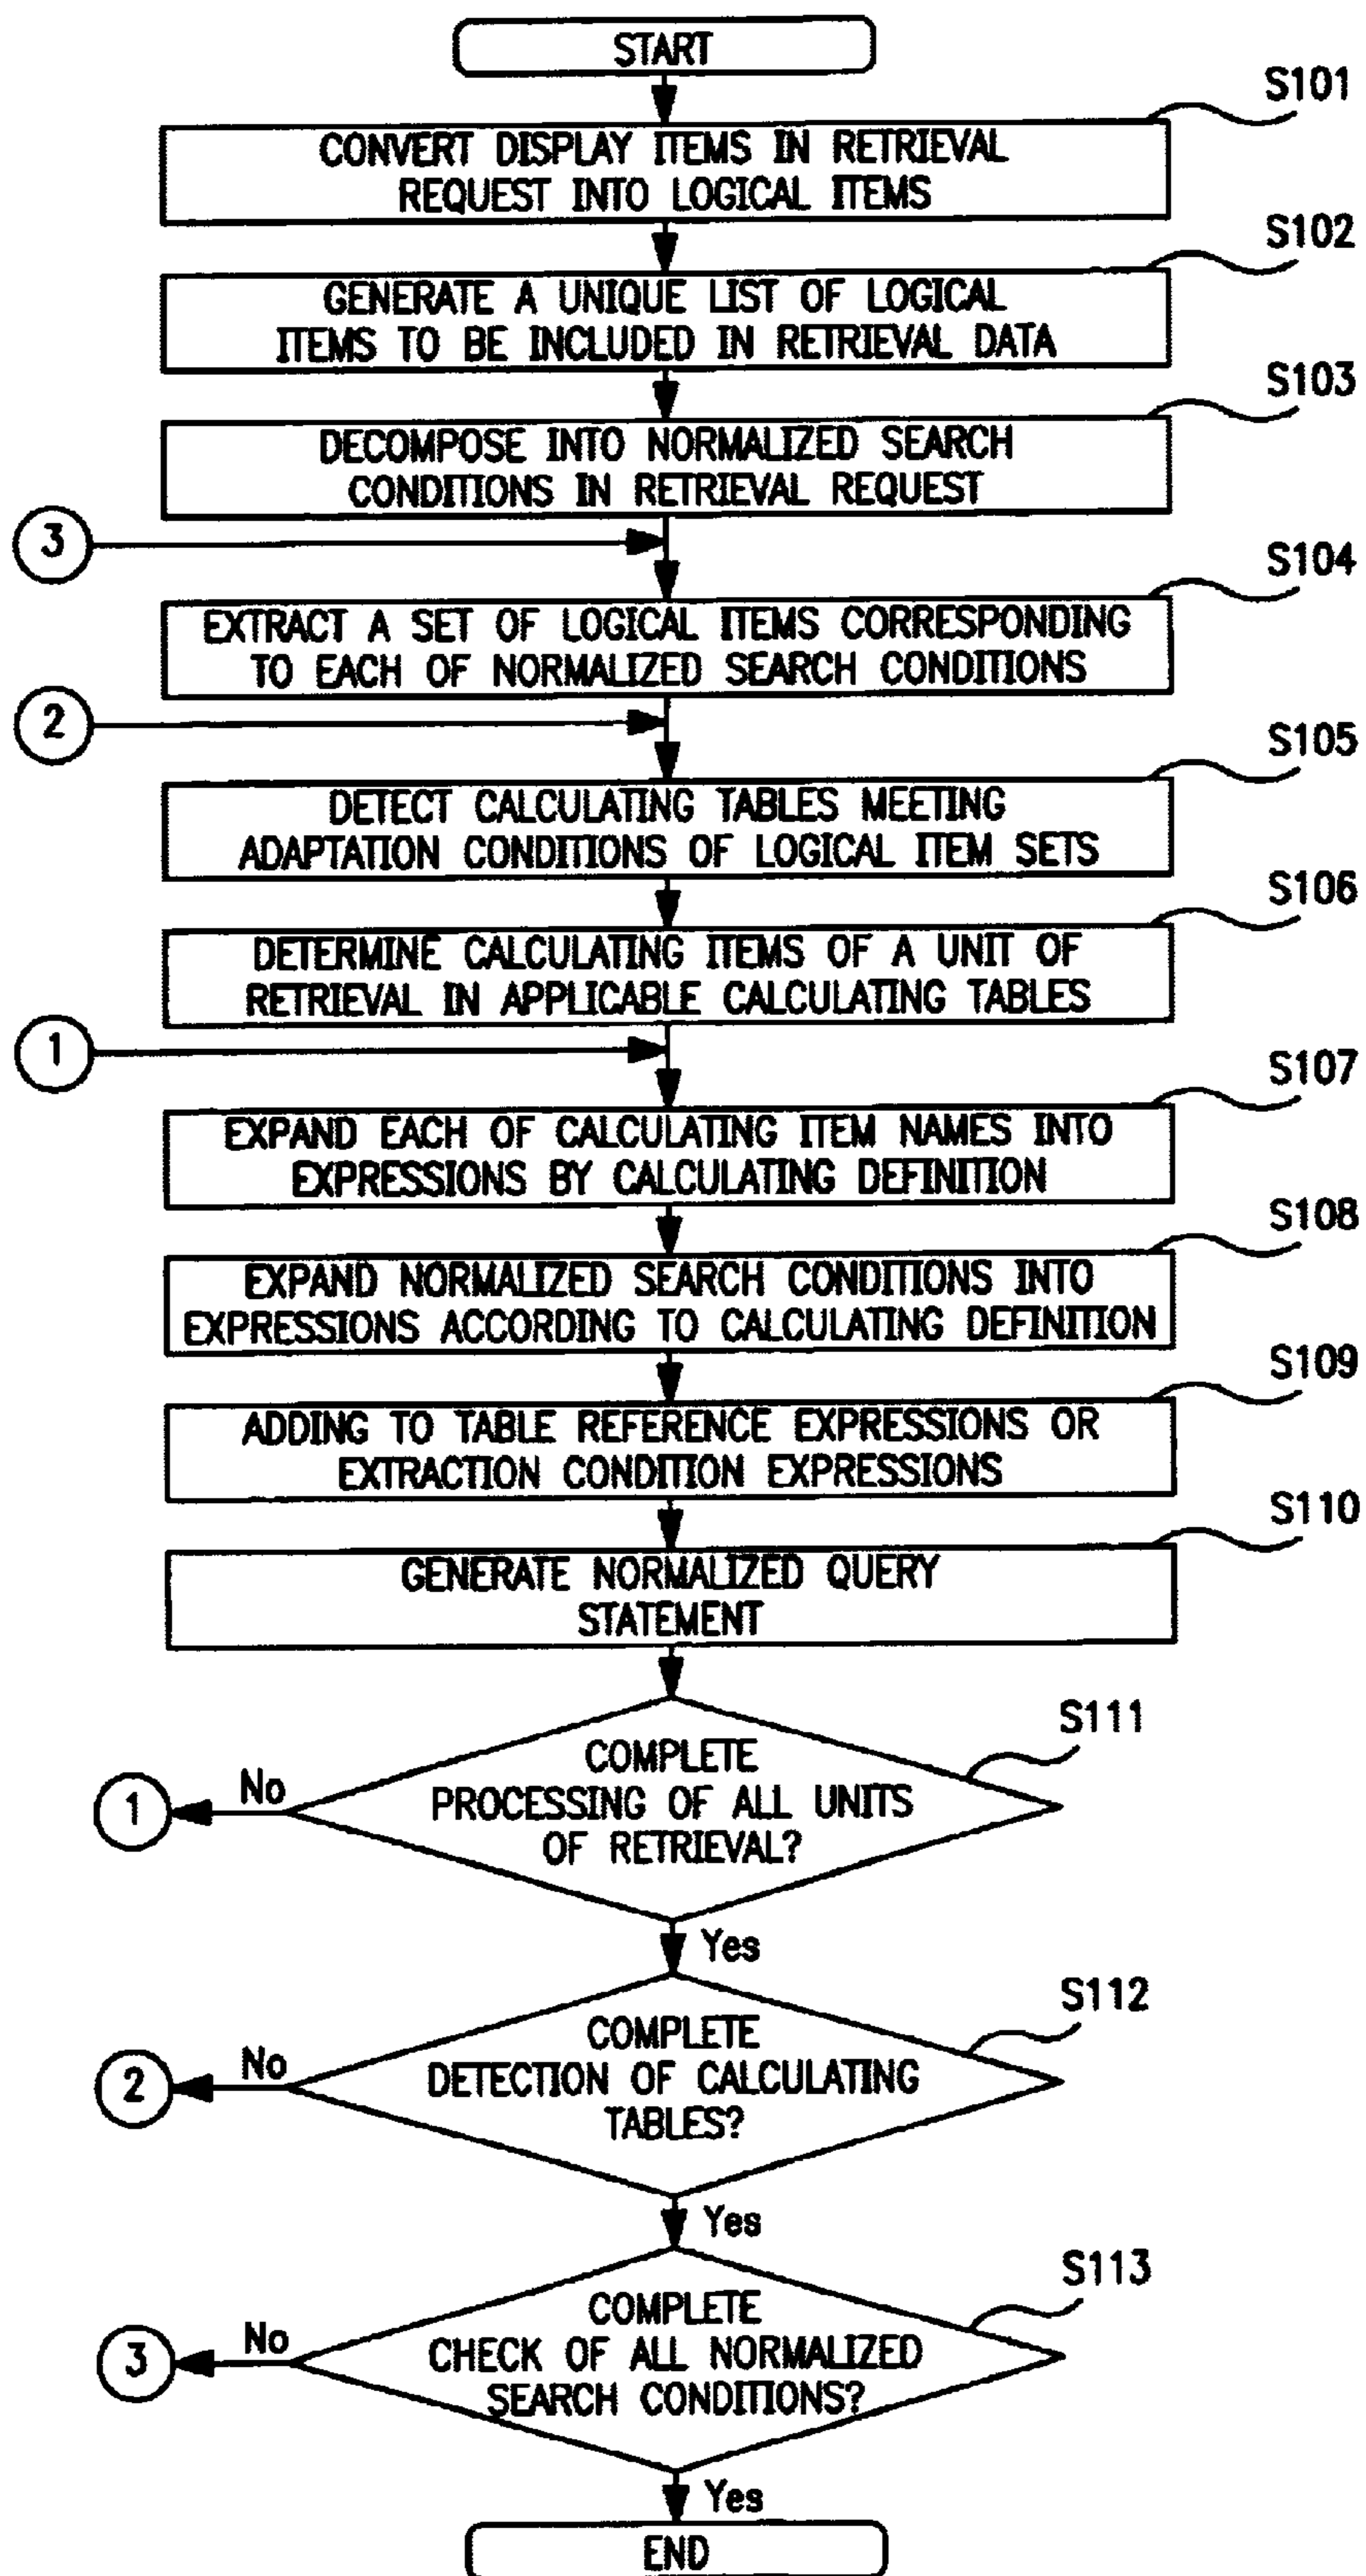 START
S101
CONVERT DISPLAY ITEMS IN RETRIEVAL
REQUEST INTO LOGICAL ITEMS
S102
GENERATE A UNIQUE LIST OF LOGICAL
ITEMS TO BE INCLUDED IN RETRIEVAL DATA
S103
DECOMPOSE INTO NORMALIZED SEARCH
CONDITIONS IN RETRIEVAL REQUEST
3
S104
EXTRACT A SET OF LOGICAL ITEMS CORRESPONDING
TO EACH OF NORMALIZED SEARCH CONDITIONS
2
S105
DETECT CALCULATING TABLES MEETING
ADAPTATION CONDITIONS OF LOGICAL ITEM SETS
S106
DETERMINE CALCULATING ITEMS OF A UNIT OF
RETRIEVAL IN APPLICABLE CALCULATING TABLES
1
S107
EXPAND EACH OF CALCULATING ITEM NAMES INTO
EXPRESSIONS BY CALCULATING DEFINITION
S108
EXPAND NORMALIZED SEARCH CONDITIONS INTO
EXPRESSIONS ACCORDING TO CALCULATING DEFINITION
S109
ADDING TO TABLE REFERENCE EXPRESSIONS OR
EXTRACTION CONDITION EXPRESSIONS
S110
GENERATE NORMALIZED QUERY
STATEMENT
S111
COMPLETE
PROCESSING OF ALL UNITS
OF RETRIEVAL?
No
1
Yes
S112
COMPLETE
DETECTION OF CALCULATING
TABLES?
No
2
Yes
S113
COMPLETE
CHECK OF ALL NORMALIZED
SEARCH CONDITIONS?
No
3
Yes
END